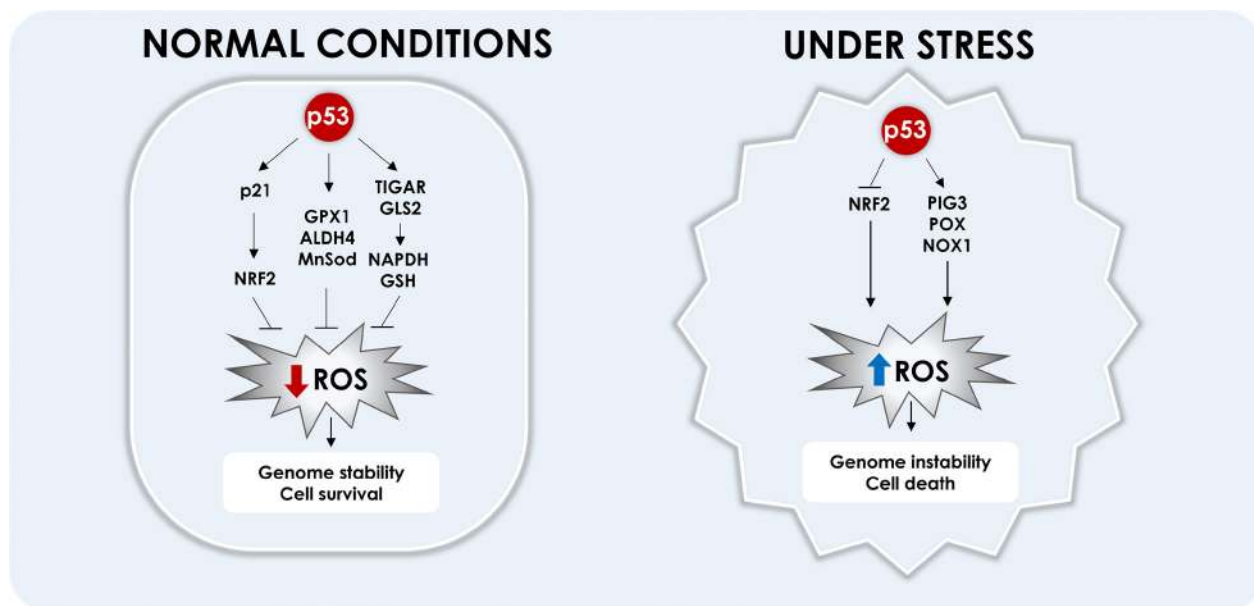 NORMAL CONDITIONS
p53
p21
NRF2
GPX1
ALDH4
MnSod
TIGAR
GLS2
NAPDH
GSH
ROS
Genome stability
Cell survival
UNDER STRESS
p53
NRF2
PIG3
POX
NOX1
ROS
Genome instability
Cell death